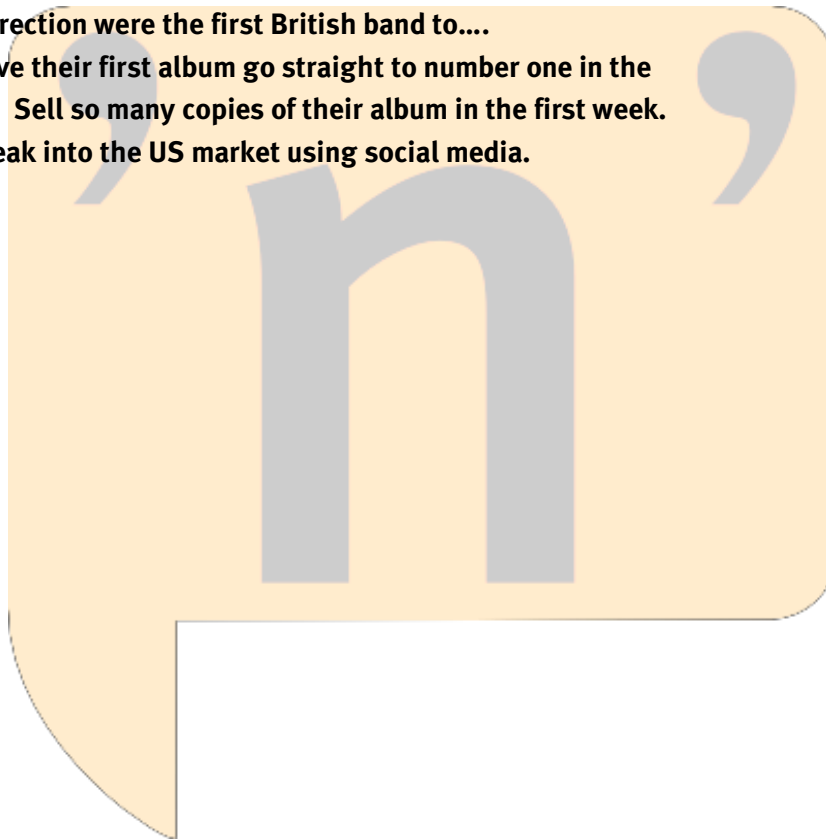 rection were the first British band to....
ve their first album go straight to number one in the
Sell so many copies of their album in the first week.
eak into the US market using social media.
’n’